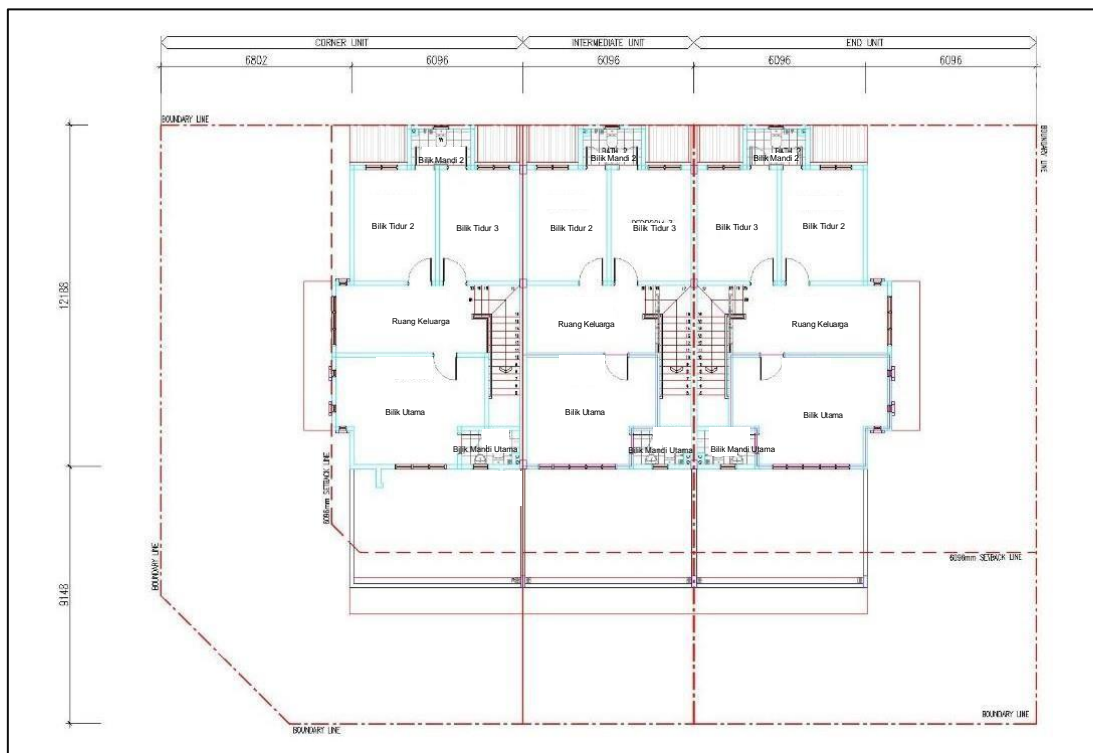 CORNER UNIT
INTERMEDIATE UNIT
END UNIT
6802
6096
6096
6096
6096
BOUNDARY LINE
BOUNDARY LINE
Bilik Mandi 2
Bilik Mandi 2
Bilik Mandi 2
Bilik Tidur 2
Bilik Tidur 3
Bilik Tidur 2
Bilik Tidur 3
Bilik Tidur 3
Bilik Tidur 2
12188
Ruang Keluarga
Ruang Keluarga
Ruang Keluarga
Bilik Utama
Bilik Utama
Bilik Utama
Bilik Mandi Utama
Bilik Mandi Utama
Bilik Mandi Utama
6096mm SETBACK LINE
6096mm SETBACK LINE
BOUNDARY LINE
9148
BOUNDARY LINE
BOUNDARY LINE